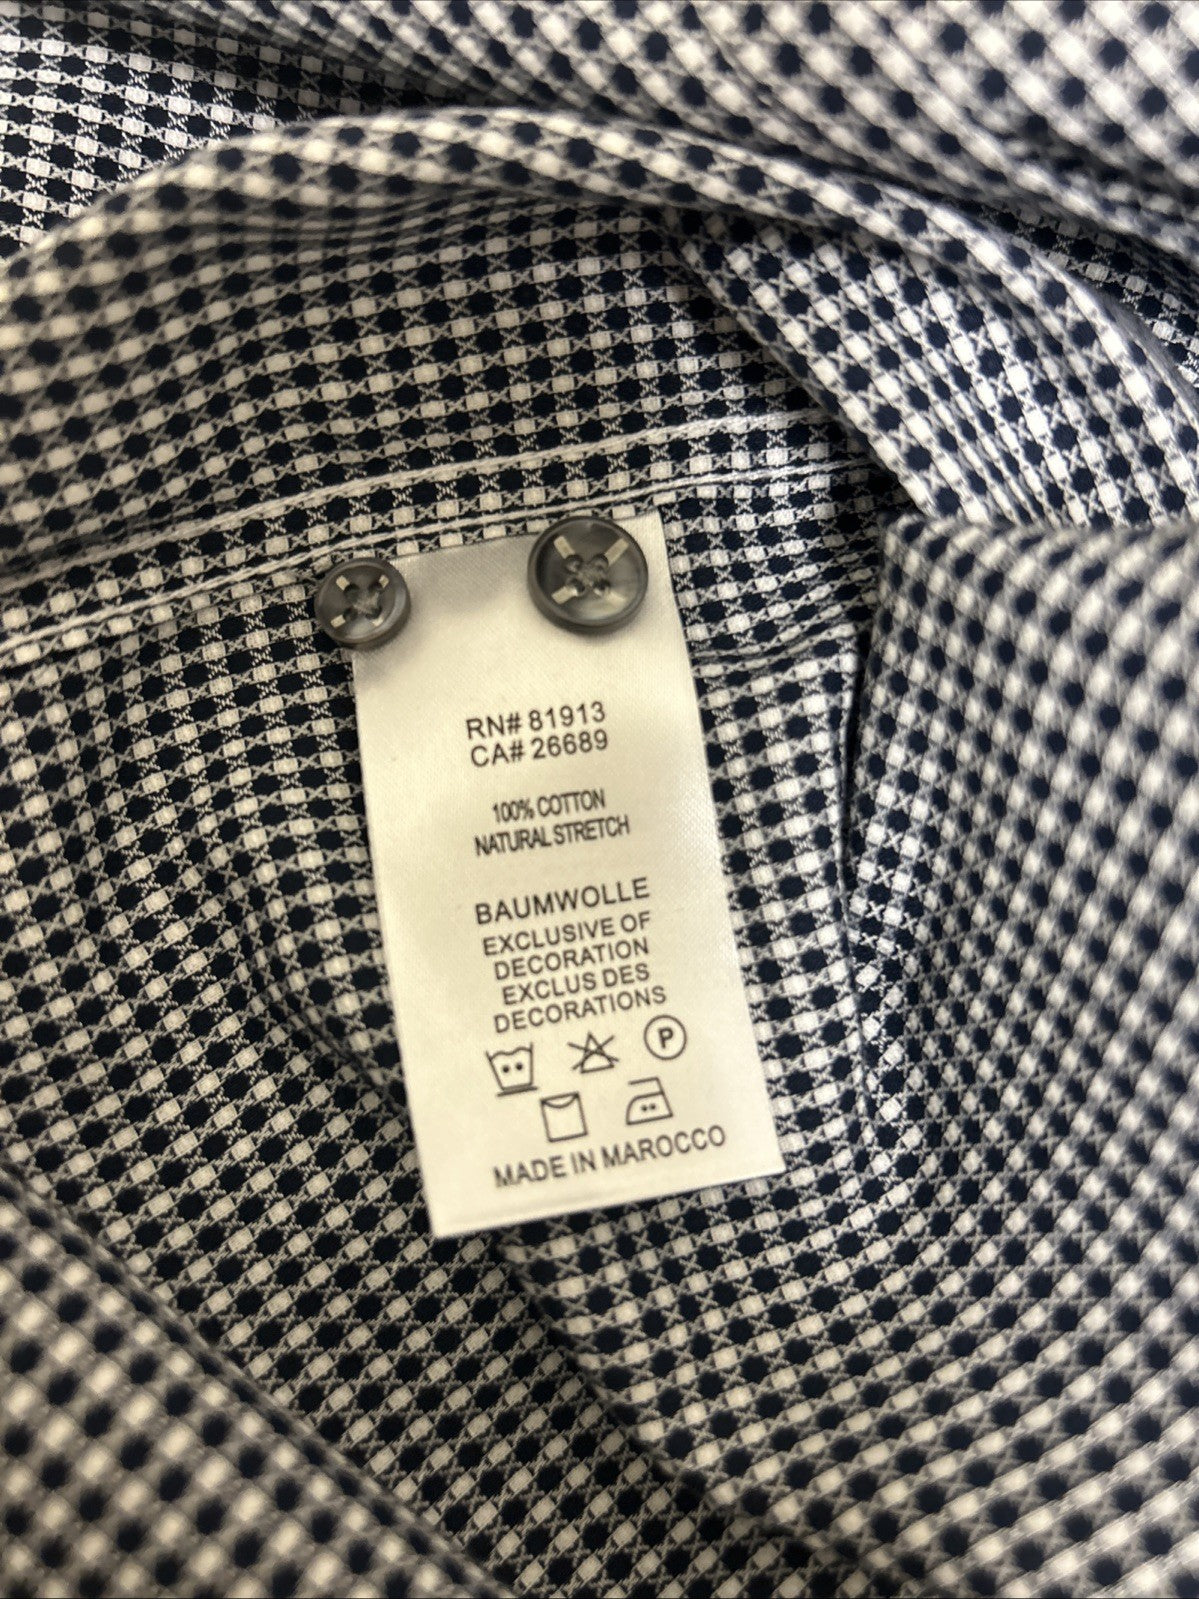 RN# 81913
CA# 26689
100% COTTON
NATURAL STRETCH
BAUMWOLLE
EXCLUSIVE OF
DECORATION
EXCLUS DES
DECORATIONS
P
MADE IN MAROCCO